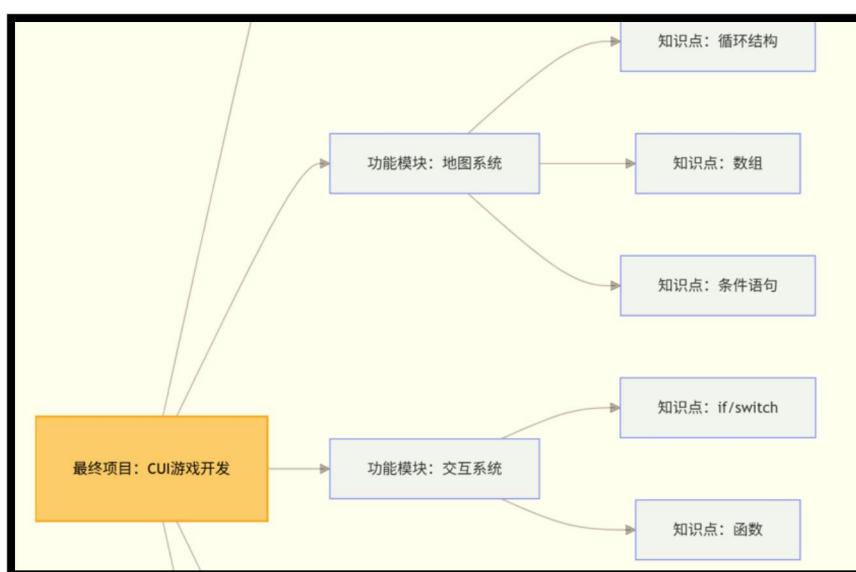 知识点：循环结构
功能模块：地图系统
知识点：数组
知识点：条件语句
知识点：if/switch
最终项目：CUI游戏开发
功能模块：交互系统
知识点：函数